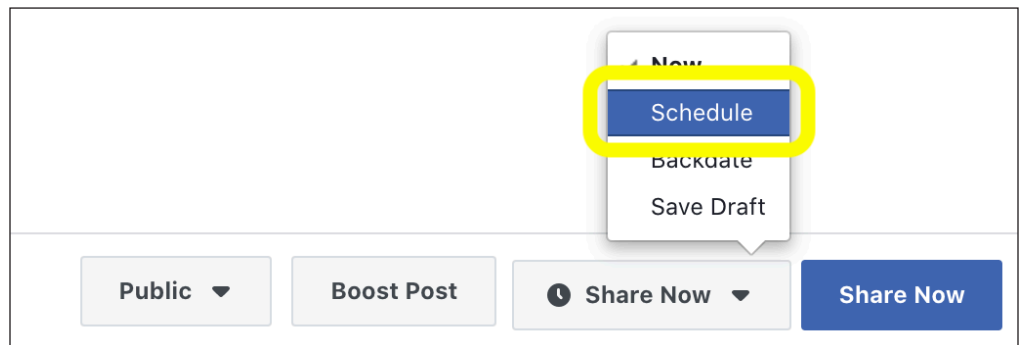 Now
Schedule
Backdate
Save Draft
Public
Boost Post
Share Now
Share Now